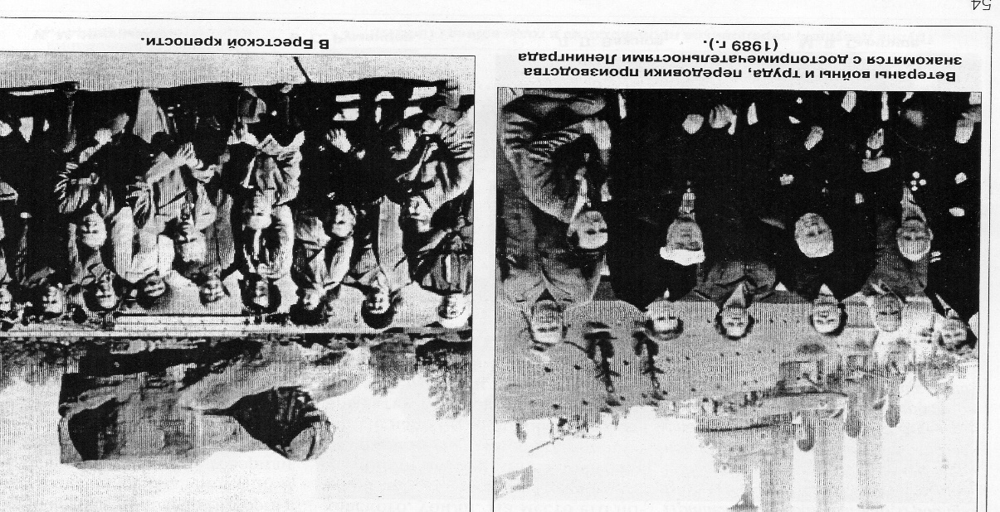 Ветераны войны и труда, передовики производства
знакомятся с достопримечательностями Ленинграда
(1989 г.).
В Брестской крепости.
54